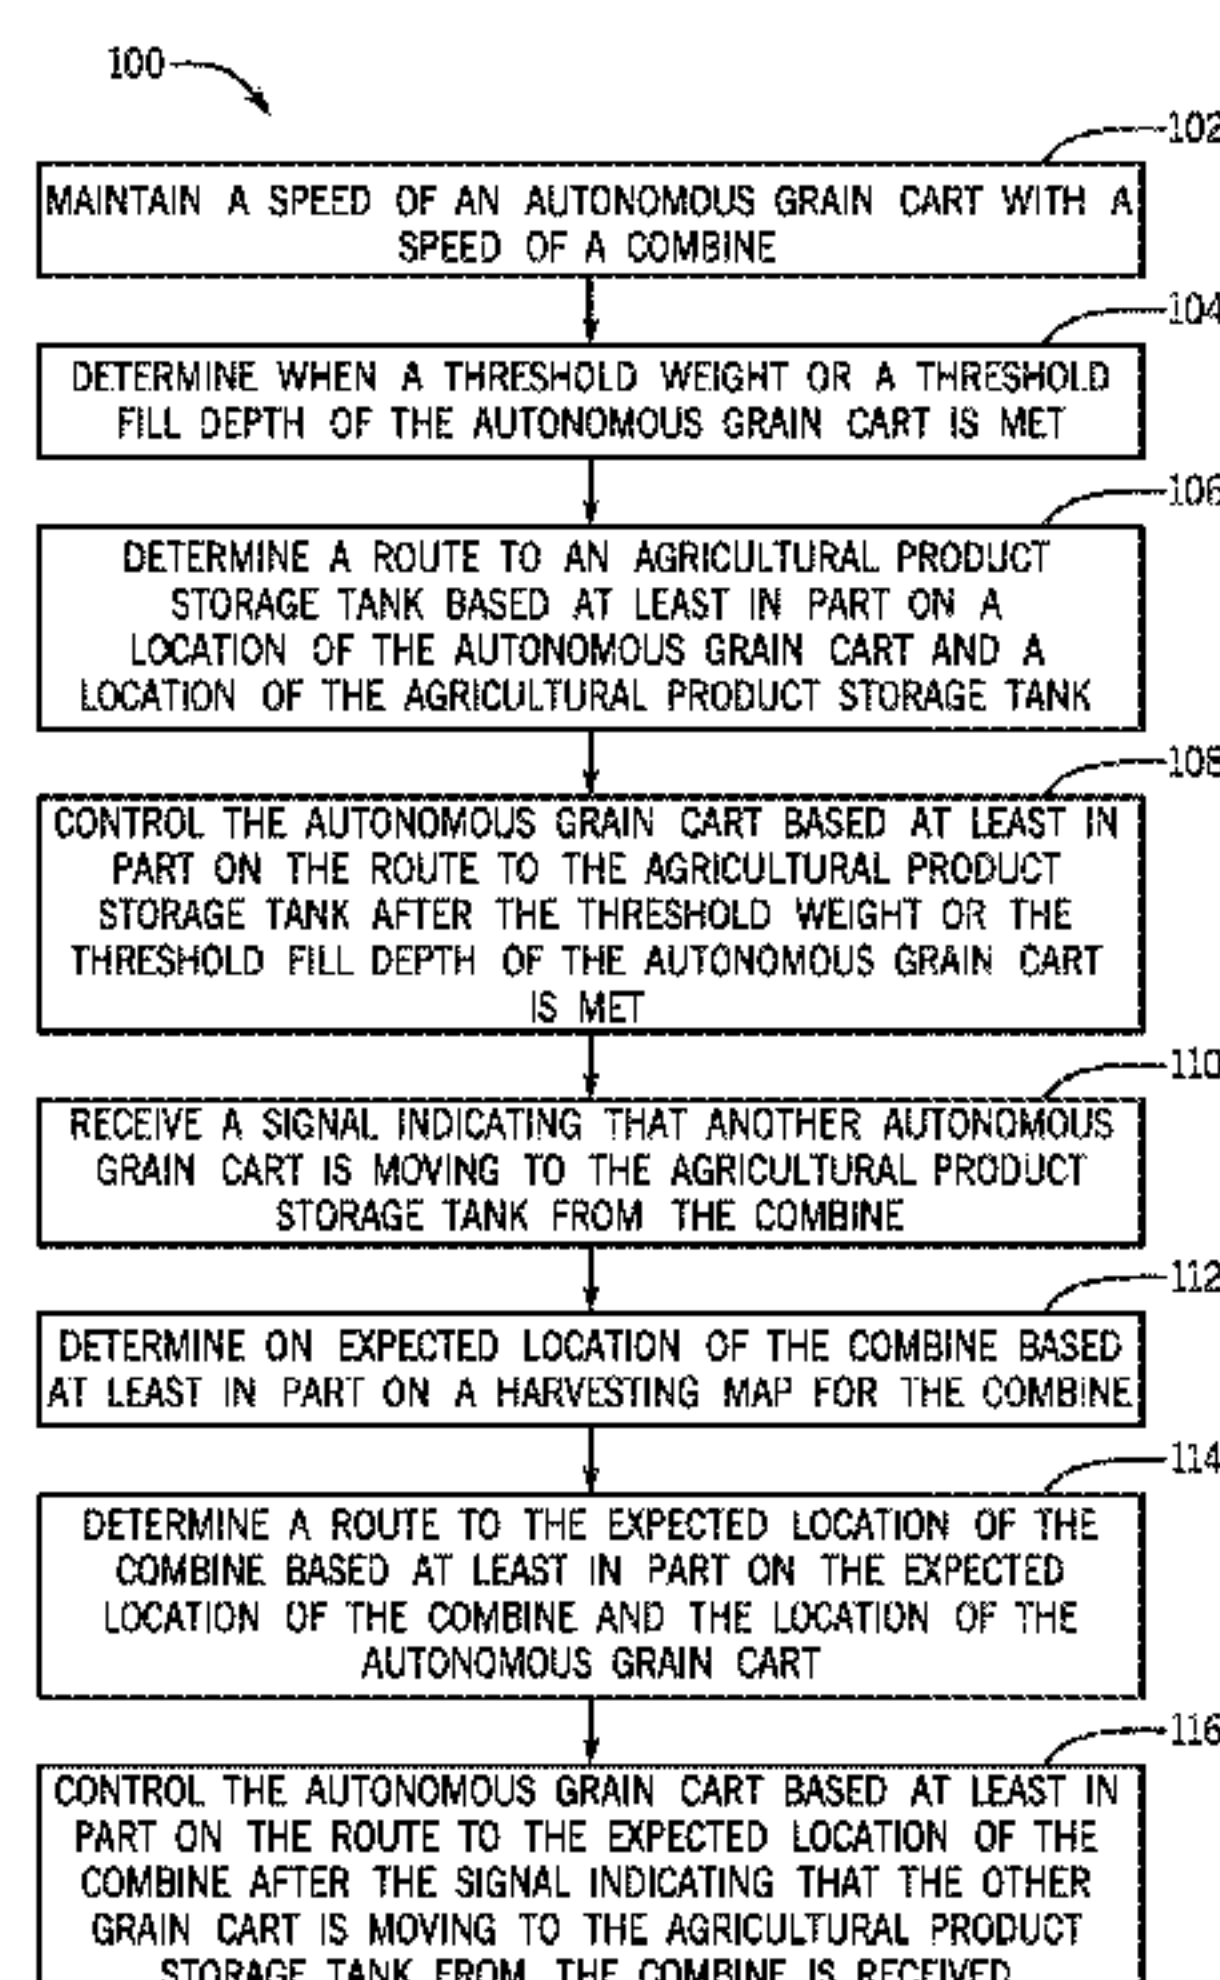 100
102
MAINTAIN A SPEED OF AN AUTONOMOUS GRAIN CART WITH A
SPEED OF A COMBINE
104
DETERMINE WHEN A THRESHOLD WEIGHT OR A THRESHOLD
FILL DEPTH OF THE AUTONOMOUS GRAIN CART IS MET
106
DETERMINE A ROUTE TO AN AGRICULTURAL PRODUCT
STORAGE TANK BASED AT LEAST IN PART ON A
LOCATION OF THE AUTONOMOUS GRAIN CART AND A
LOCATION OF THE AGRICULTURAL PRODUCT STORAGE TANK
108
CONTROL THE AUTONOMOUS GRAIN CART BASED AT LEAST IN
PART ON THE ROUTE TO THE AGRICULTURAL PRODUCT
STORAGE TANK AFTER THE THRESHOLD WEIGHT OR THE
THRESHOLD FILL DEPTH OF THE AUTONOMOUS GRAIN CART
IS MET
110
RECEIVE A SIGNAL INDICATING THAT ANOTHER AUTONOMOUS
GRAIN CART IS MOVING TO THE AGRICULTURAL PRODUCT
STORAGE TANK FROM THE COMBINE
112
DETERMINE ON EXPECTED LOCATION OF THE COMBINE BASED
AT LEAST IN PART ON A HARVESTING MAP FOR THE COMBINE
114
DETERMINE A ROUTE TO THE EXPECTED LOCATION OF THE
COMBINE BASED AT LEAST IN PART ON THE EXPECTED
LOCATION OF THE COMBINE AND THE LOCATION OF THE
AUTONOMOUS GRAIN CART
116
CONTROL THE AUTONOMOUS GRAIN CART BASED AT LEAST IN
PART ON THE ROUTE TO THE EXPECTED LOCATION OF THE
COMBINE AFTER THE SIGNAL INDICATING THAT THE OTHER
GRAIN CART IS MOVING TO THE AGRICULTURAL PRODUCT
STORAGE TANK FROM THE COMBINE IS RECEIVED